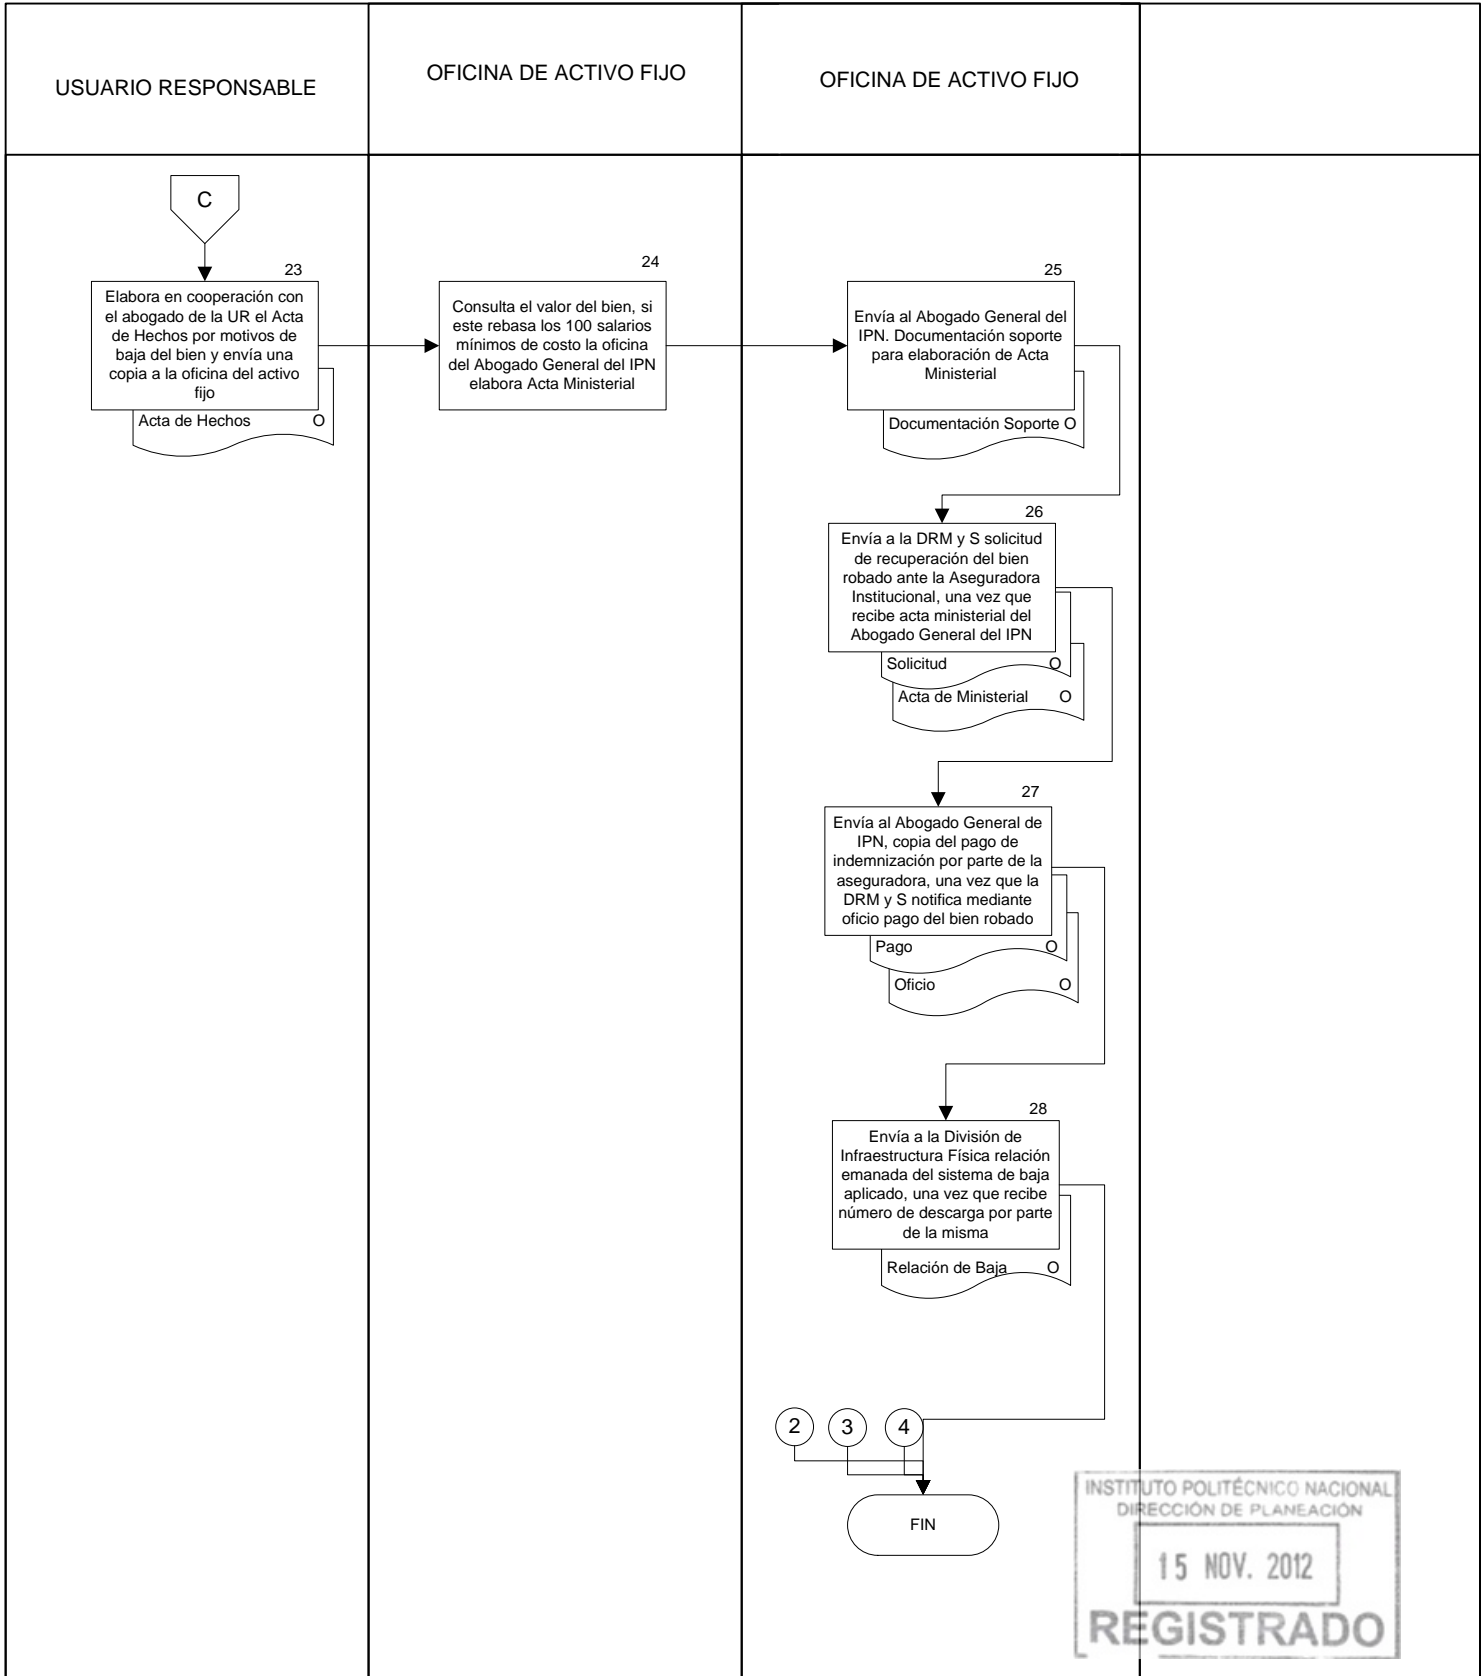 USUARIO RESPONSABLE
OFICINA DE ACTIVO FIJO
OFICINA DE ACTIVO FIJO
C
23
Elabora en cooperación con
el abogado de la UR el Acta
de Hechos por motivos de
baja del bien y envía una
copia a la oficina del activo
fijo
Acta de Hechos O
24
Consulta el valor del bien, si
este rebasa los 100 salarios
mínimos de costo la oficina
del Abogado General del IPN
elabora Acta Ministerial
25
Envía al Abogado General del
IPN. Documentación soporte
para elaboración de Acta
Ministerial
Documentación Soporte O
26
Envía a la DRM y S solicitud
de recuperación del bien
robado ante la Aseguradora
Institucional, una vez que
recibe acta ministerial del
Abogado General del IPN
Solicitud O
Acta de Ministerial O
27
Envía al Abogado General de
IPN, copia del pago de
indemnización por parte de la
aseguradora, una vez que la
DRM y S notifica mediante
oficio pago del bien robado
Pago O
Oficio O
28
Envía a la División de
Infraestructura Física relación
emanada del sistema de baja
aplicado, una vez que recibe
número de descarga por parte
de la misma
Relación de Baja O
2 3 4
FIN
INSTITUTO POLITÉCNICO NACIONAL
DIRECCIÓN DE PLANEACIÓN
15 NOV. 2012
REGISTRADO